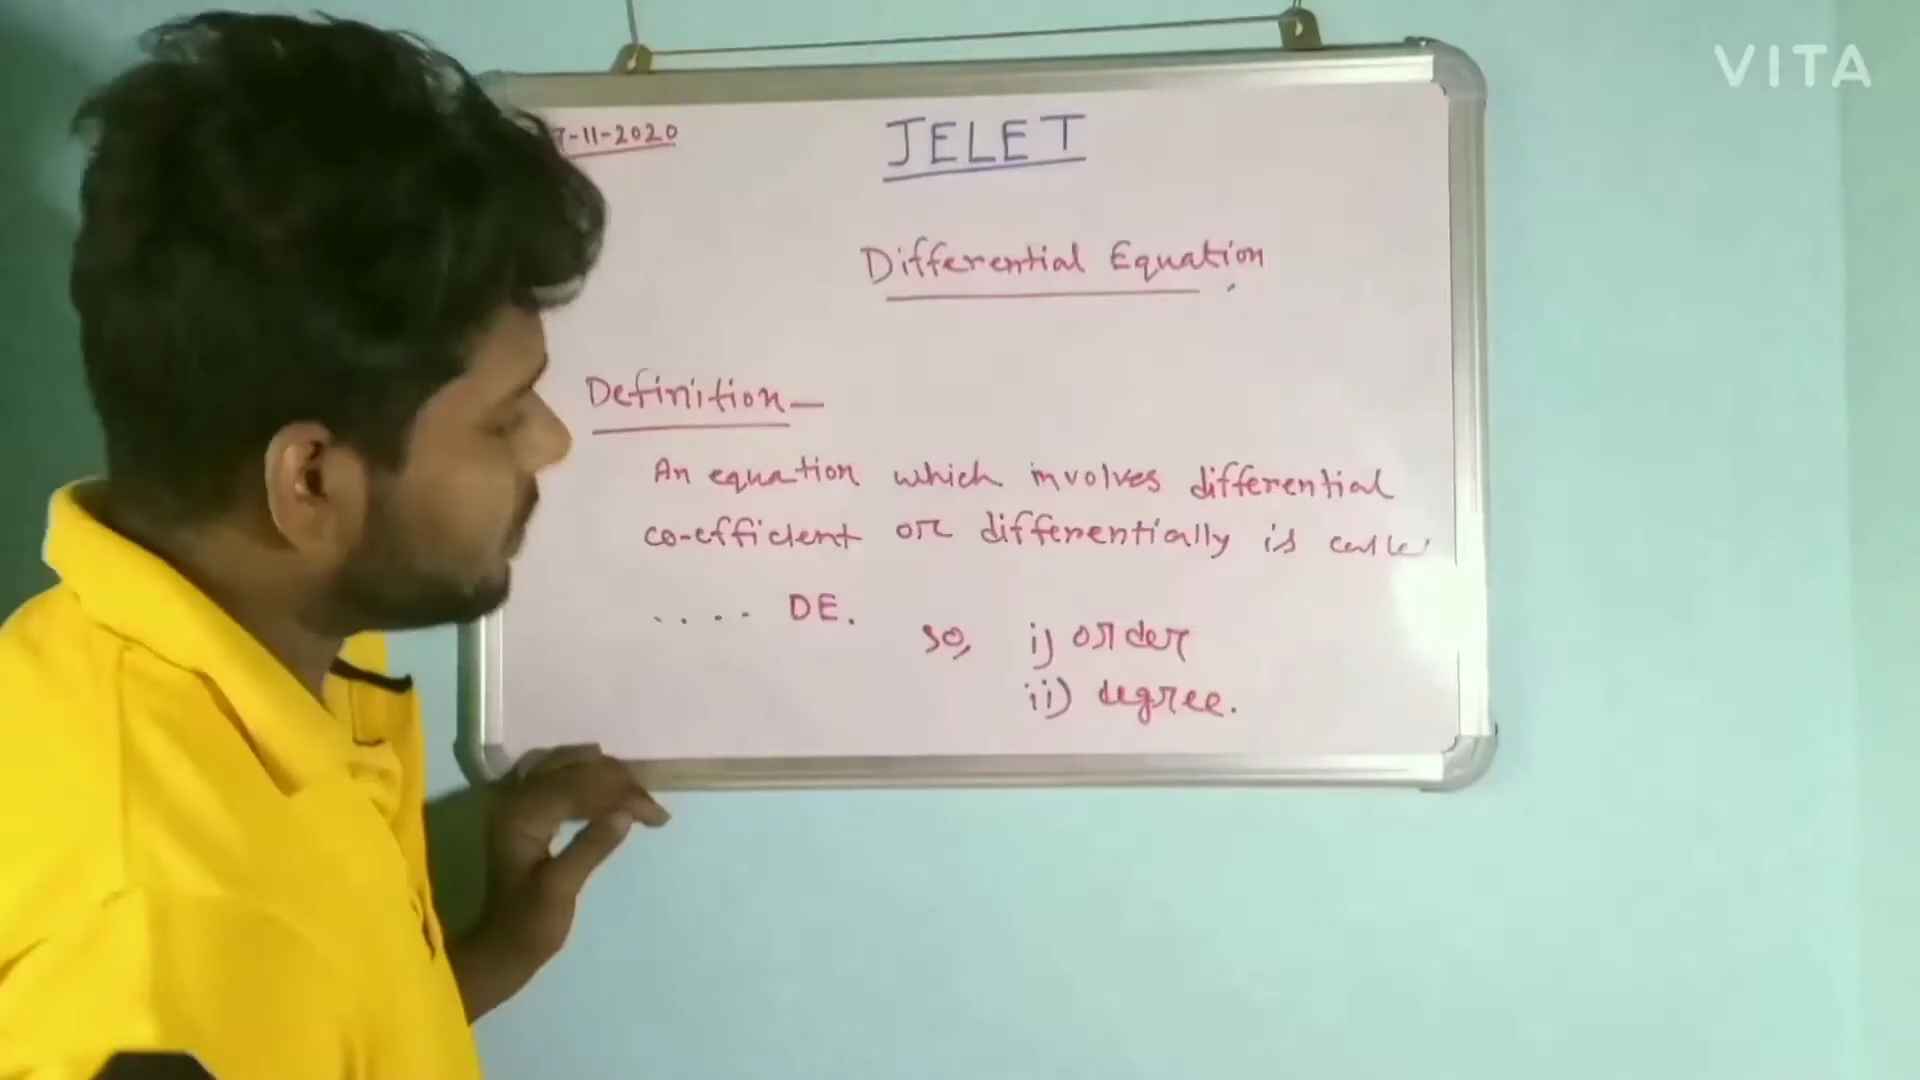 7-11-2020
JELET
VITA
Differential Equation
Definition—
An equation which involves differential
co-efficient or differentially is
.... DE.
so, i) order
ii) degree.